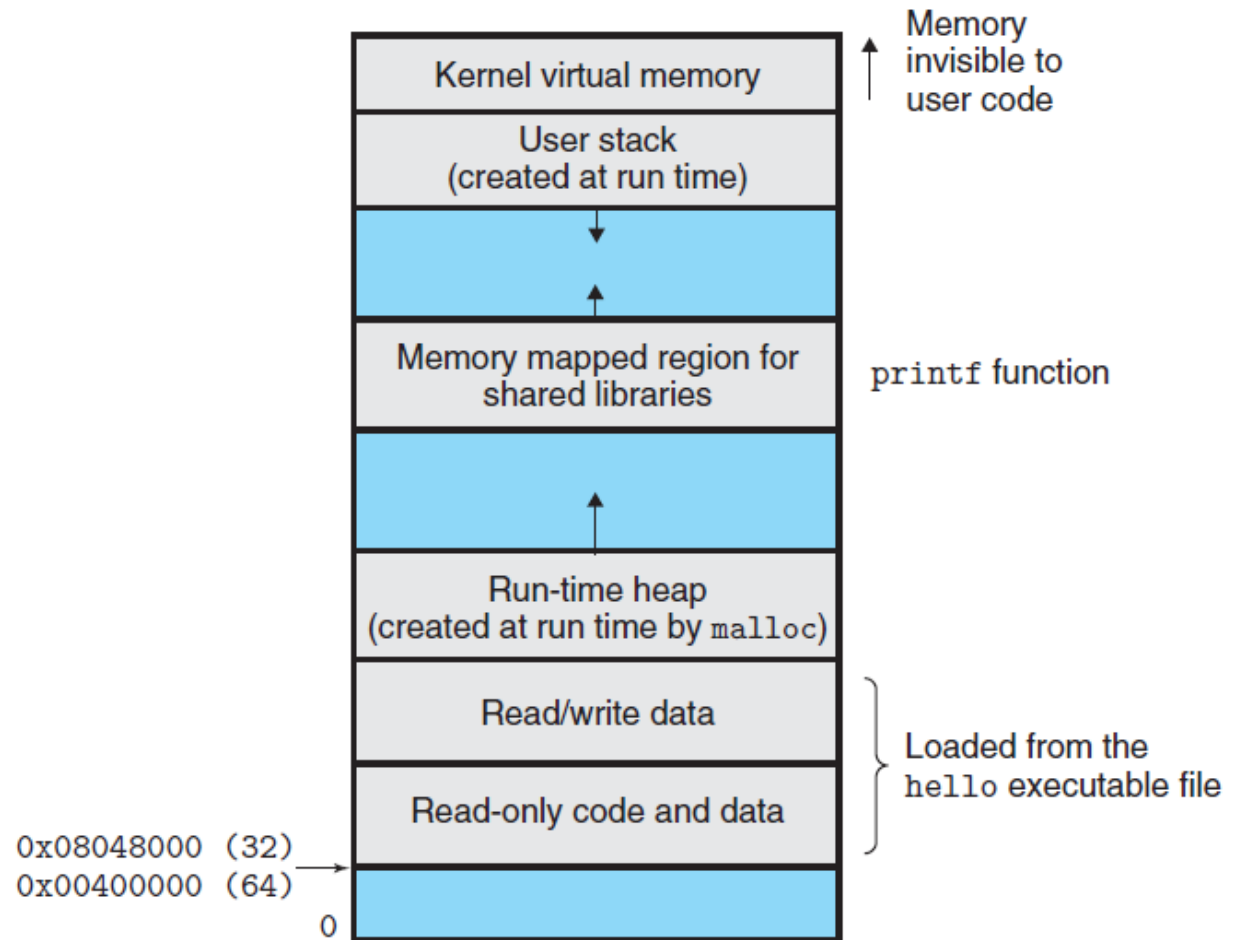 Memory
invisible to
user code
Kernel virtual memory
User stack
(created at run time)
Memory mapped region for
shared libraries
printf function
Run-time heap
(created at run time by malloc)
Read/write data
Loaded from the
hello executable file
Read-only code and data
0x08048000 (32)
0x00400000 (64)
0